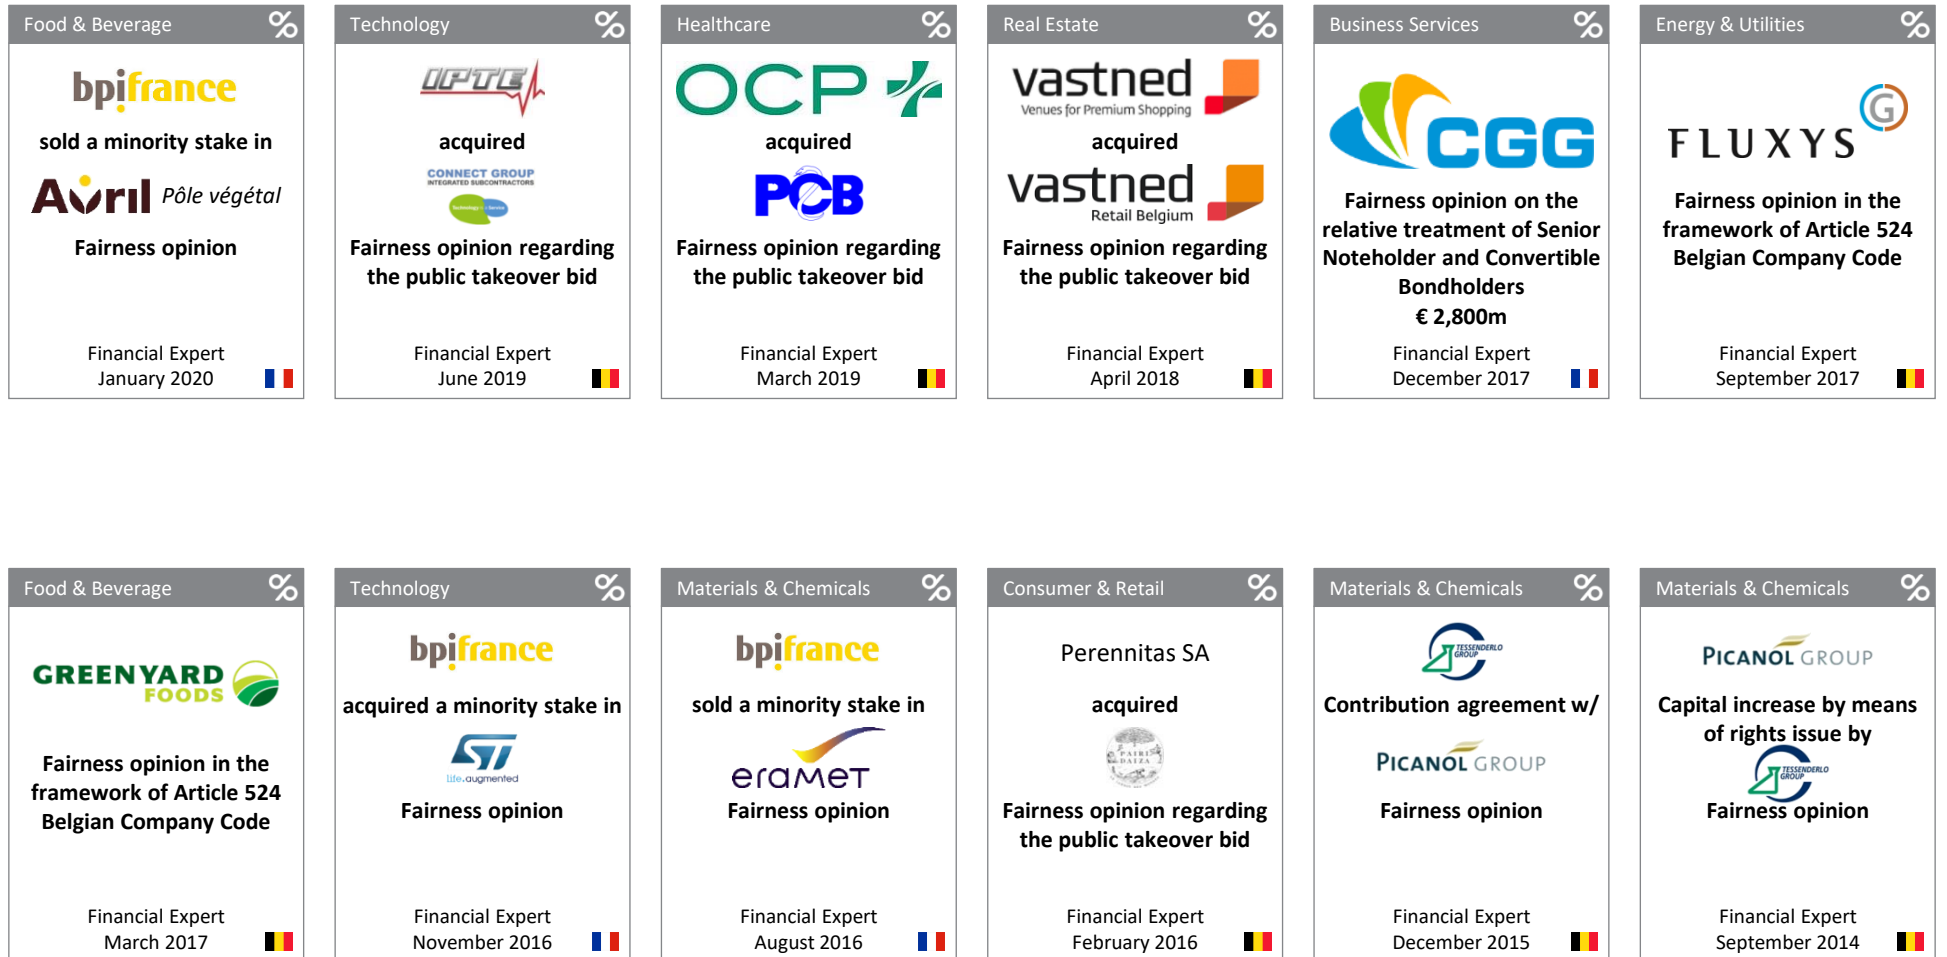 Food & Beverage
bpifrance
sold a minority stake in
Avril Pôle végétal
Fairness opinion
Financial Expert
January 2020
Technology
IPTE
acquired
CONNECT GROUP
INTEGRATED SUBCONTRACTORS
Fairness opinion regarding
the public takeover bid
Financial Expert
June 2019
Healthcare
OCP
acquired
PCB
Fairness opinion regarding
the public takeover bid
Financial Expert
March 2019
Real Estate
vastned
Venues for Premium Shopping
acquired
vastned
Retail Belgium
Fairness opinion regarding
the public takeover bid
Financial Expert
April 2018
Business Services
CGG
Fairness opinion on the
relative treatment of Senior
Noteholder and Convertible
Bondholders
€ 2,800m
Financial Expert
December 2017
Energy & Utilities
G
FLUXYS
Fairness opinion in the
framework of Article 524
Belgian Company Code
Financial Expert
September 2017
Food & Beverage
GREENYARD
FOODS
Fairness opinion in the
framework of Article 524
Belgian Company Code
Financial Expert
March 2017
Technology
bpifrance
acquired a minority stake in
ST
life.augmented
Fairness opinion
Financial Expert
November 2016
Materials & Chemicals
bpifrance
sold a minority stake in
eramet
Fairness opinion
Financial Expert
August 2016
Consumer & Retail
Perennitas SA
acquired
PAIRI
DAIZA
Fairness opinion regarding
the public takeover bid
Financial Expert
February 2016
Materials & Chemicals
TESSENDERLO
GROUP
Contribution agreement w/
PICANOL GROUP
Fairness opinion
Financial Expert
December 2015
Materials & Chemicals
PICANOL GROUP
Capital increase by means
of rights issue by
TESSENDERLO
GROUP
Fairness opinion
Financial Expert
September 2014